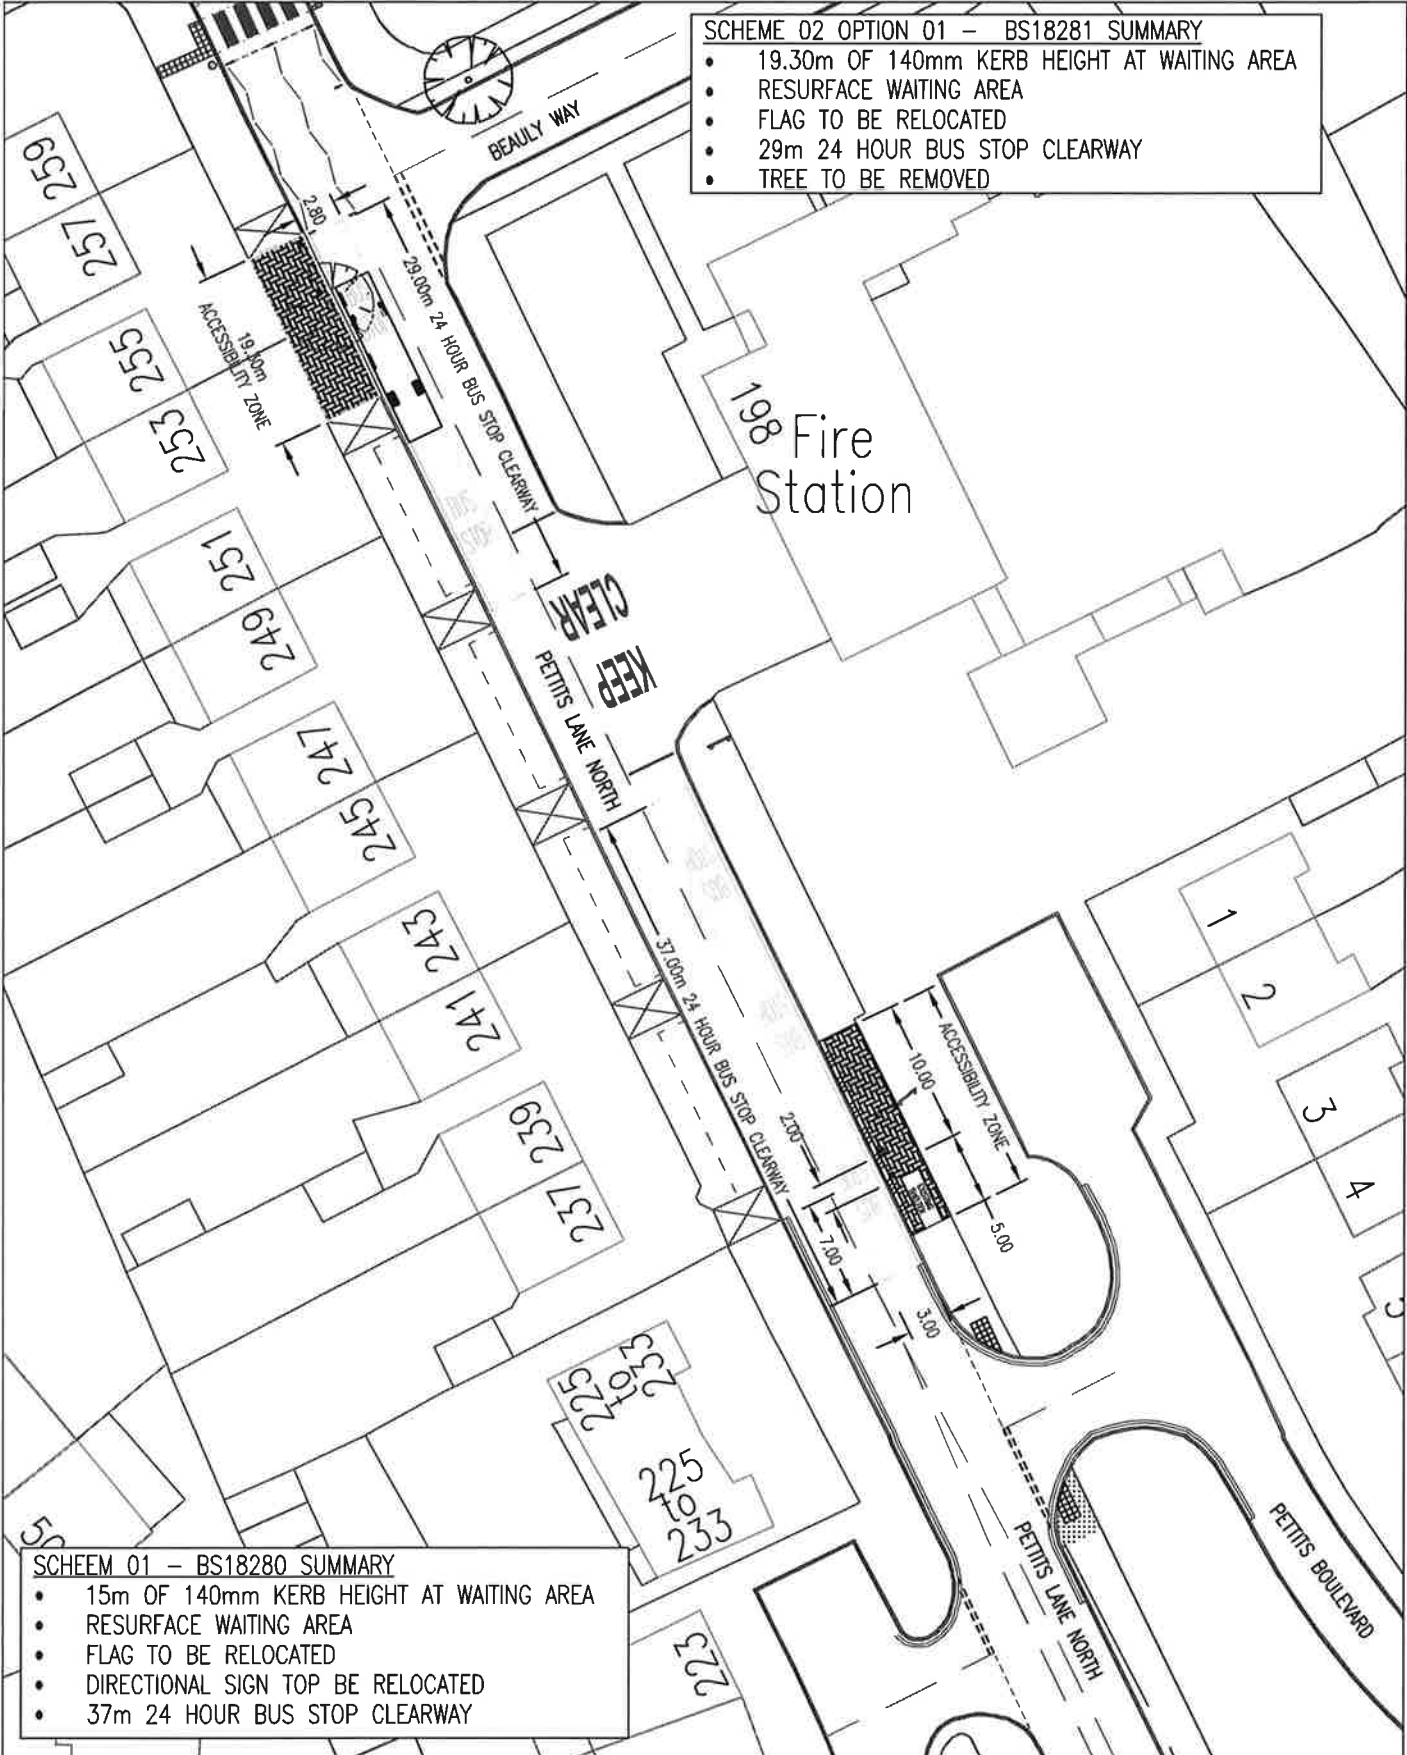 SCHEME 02 OPTION 01 – BS18281 SUMMARY
• 19.30m OF 140mm KERB HEIGHT AT WAITING AREA
• RESURFACE WAITING AREA
• FLAG TO BE RELOCATED
• 29m 24 HOUR BUS STOP CLEARWAY
• TREE TO BE REMOVED
BEAULY WAY
259
257
2.80
29.00m 24 HOUR BUS STOP CLEARWAY
19.30m
ACCESSIBILITY ZONE
255
253
198 Fire
Station
BUS
STOP
251
249
KEEP
CLEAR
PETTITS LANE NORTH
247
245
37.00m 24 HOUR BUS STOP CLEARWAY
243
241
1
2
3
4
5
10.00
ACCESSIBILITY ZONE
2.00
239
237
7.00
5.00
3.00
225
to
233
225
to
233
50
PETTITS LANE NORTH
PETTITS BOULEVARD
223
SCHEEM 01 – BS18280 SUMMARY
• 15m OF 140mm KERB HEIGHT AT WAITING AREA
• RESURFACE WAITING AREA
• FLAG TO BE RELOCATED
• DIRECTIONAL SIGN TOP BE RELOCATED
• 37m 24 HOUR BUS STOP CLEARWAY